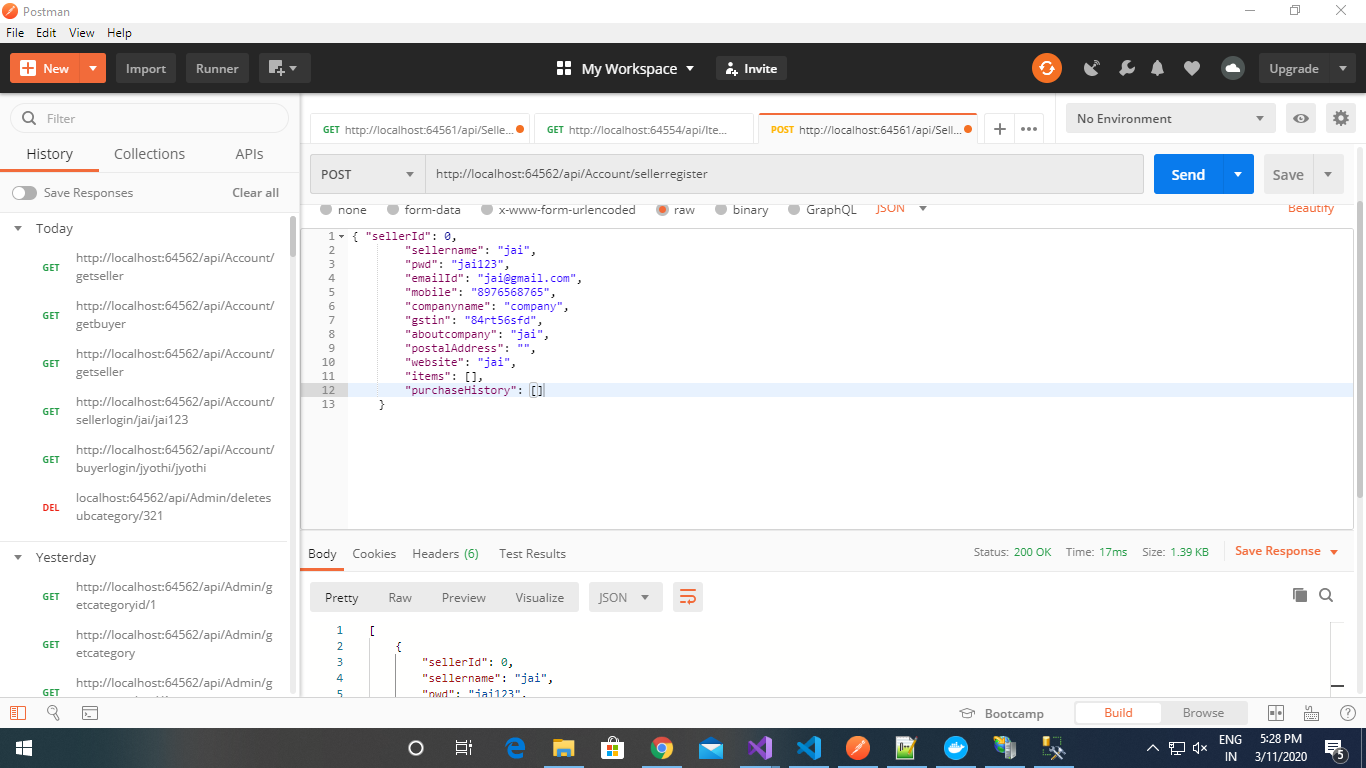 Postman
File Edit View Help
New Import Runner My Workspace Invite Upgrade
Filter
History Collections APIs
Save Responses Clear all
Today
GET http://localhost:64562/api/Account/
getseller
GET http://localhost:64562/api/Account/
getbuyer
GET http://localhost:64562/api/Account/
getseller
GET http://localhost:64562/api/Account/
sellerlogin/jai/jai123
GET http://localhost:64562/api/Account/
buyerlogin/jyothi/jyothi
DEL localhost:64562/api/Admin/deletes
ubcategory/321
Yesterday
GET http://localhost:64562/api/Admin/g
etcategoryid/1
GET http://localhost:64562/api/Admin/g
etcategory
GET http://localhost:64562/api/Admin/g
GET http://localhost:64561/api/Selle...
GET http://localhost:64554/api/Ite...
POST http://localhost:64561/api/Sell...
No Environment
POST http://localhost:64562/api/Account/sellerregister Send Save
none form-data x-www-form-urlencoded raw binary GraphQL JSON Beautify
1 { "sellerId": 0,
2 "sellername": "jai",
3 "pwd": "jai123",
4 "emailId": "jai@gmail.com",
5 "mobile": "8976568765",
6 "companyname": "company",
7 "gstin": "84rt56sfd",
8 "aboutcompany": "jai",
9 "postalAddress": "",
10 "website": "jai",
11 "items": [],
12 "purchaseHistory": []
13 }
Body Cookies Headers (6) Test Results Status: 200 OK Time: 17ms Size: 1.39 KB Save Response
Pretty Raw Preview Visualize JSON
1 [
2 {
3 "sellerId": 0,
4 "sellername": "jai",
5 "pwd": "jai123",
Bootcamp Build Browse
ENG
IN
5:28 PM
3/11/2020
5